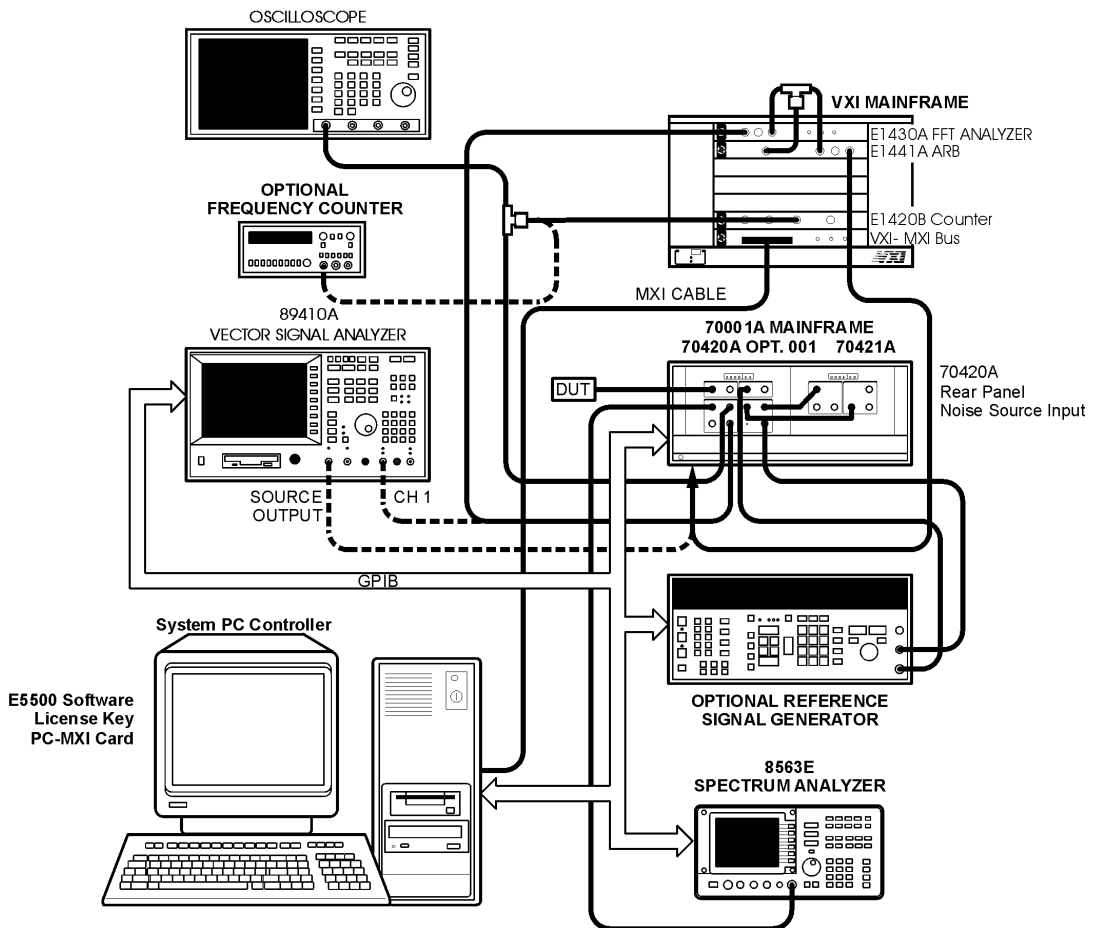 OSCILLOSCOPE
VXI MAINFRAME
E1430A FFT ANALYZER
E1441A ARB
OPTIONAL
FREQUENCY COUNTER
E1420B Counter
VXI- MXI Bus
VXI
MXI CABLE
89410A
VECTOR SIGNAL ANALYZER
70001A MAINFRAME
70420A OPT. 001 70421A
DUT
70420A
Rear Panel
Noise Source Input
SOURCE
OUTPUT
CH 1
GPIB
System PC Controller
E5500 Software
License Key
PC-MXI Card
OPTIONAL REFERENCE
SIGNAL GENERATOR
8563E
SPECTRUM ANALYZER